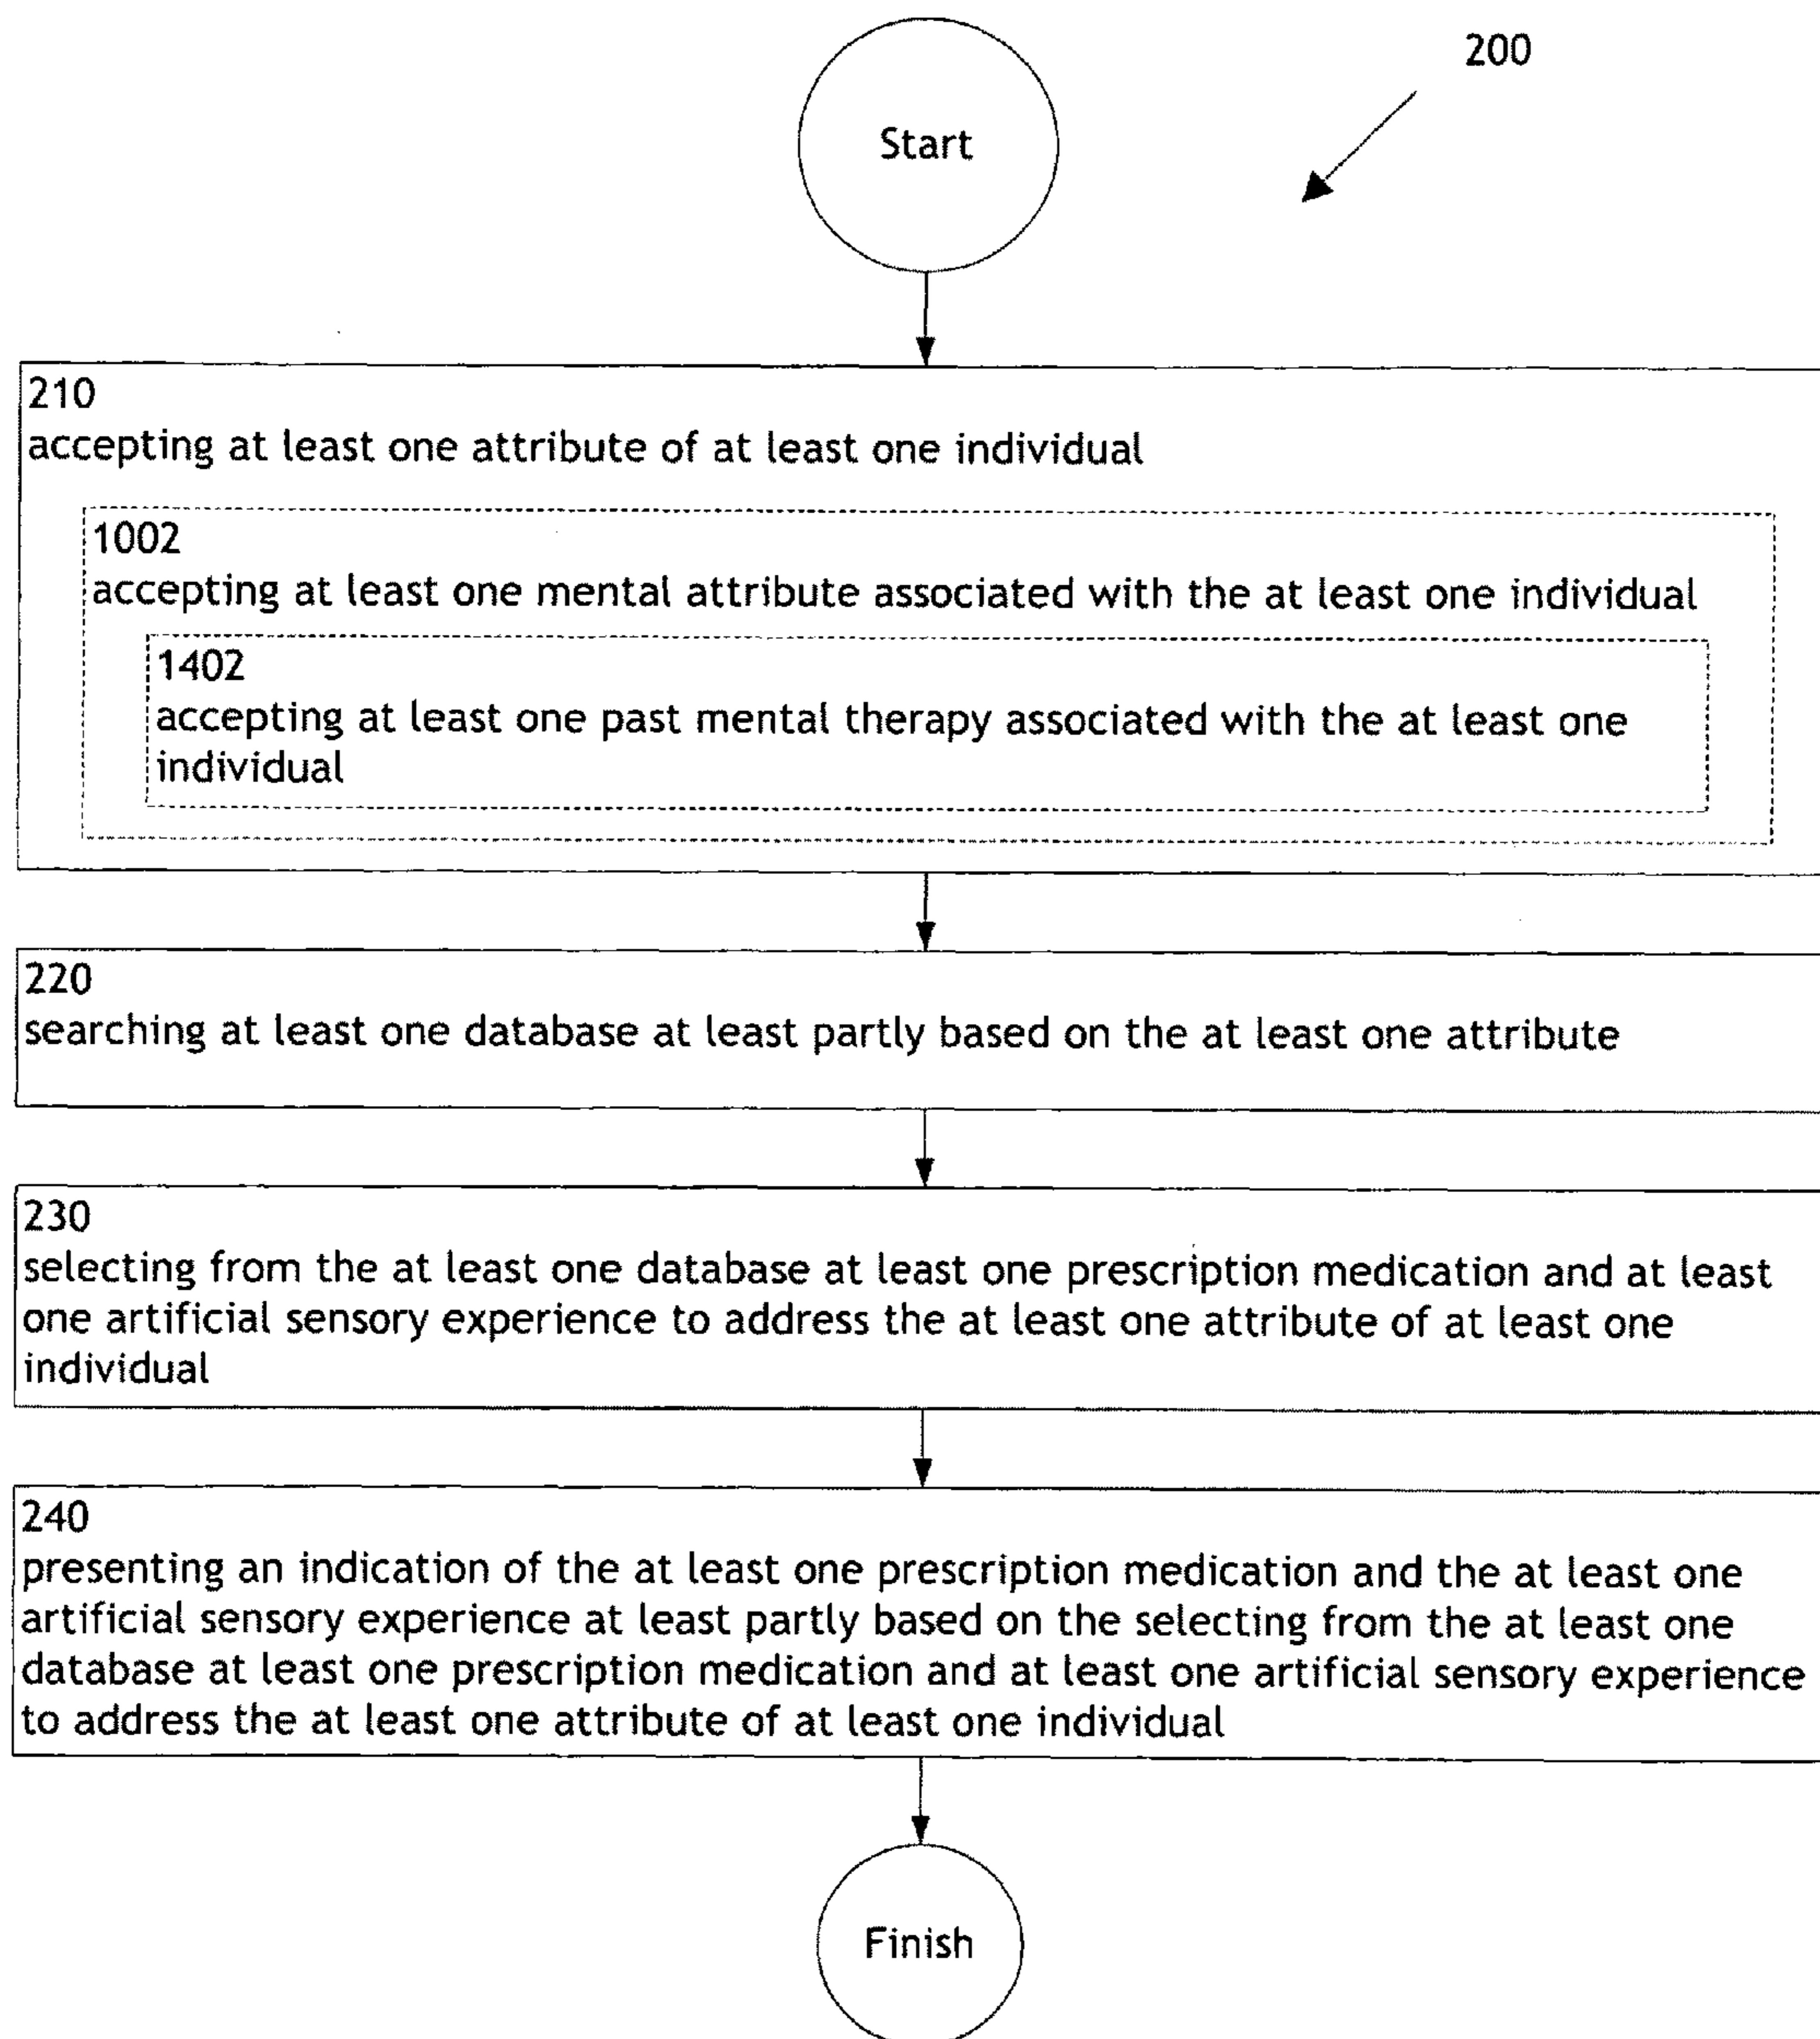 200
Start
210
accepting at least one attribute of at least one individual
1002
accepting at least one mental attribute associated with the at least one individual
1402
accepting at least one past mental therapy associated with the at least one
individual
220
searching at least one database at least partly based on the at least one attribute
230
selecting from the at least one database at least one prescription medication and at least
one artificial sensory experience to address the at least one attribute of at least one
individual
240
presenting an indication of the at least one prescription medication and the at least one
artificial sensory experience at least partly based on the selecting from the at least one
database at least one prescription medication and at least one artificial sensory experience
to address the at least one attribute of at least one individual
Finish